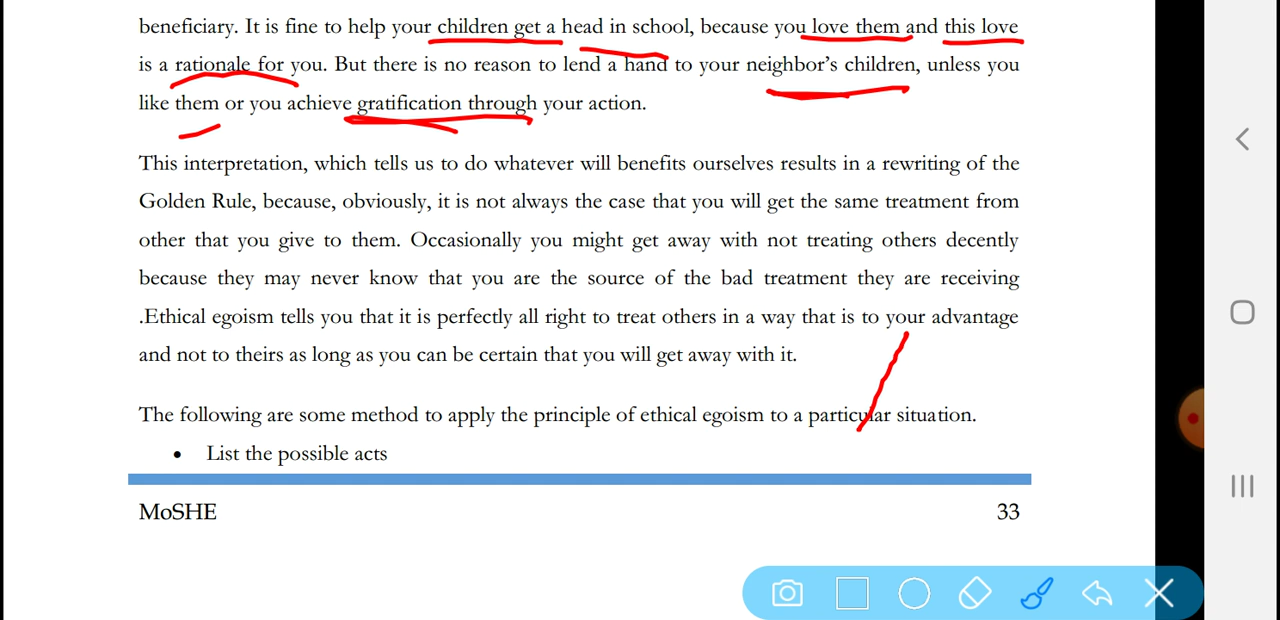 beneficiary. It is fine to help your children get a head in school, because you love them and this love
is a rationale for you. But there is no reason to lend a hand to your neighbor's children, unless you
like them or you achieve gratification through your action.
This interpretation, which tells us to do whatever will benefits ourselves results in a rewriting of the
Golden Rule, because, obviously, it is not always the case that you will get the same treatment from
other that you give to them. Occasionally you might get away with not treating others decently
because they may never know that you are the source of the bad treatment they are receiving
.Ethical egoism tells you that it is perfectly all right to treat others in a way that is to your advantage
and not to theirs as long as you can be certain that you will get away with it.
The following are some method to apply the principle of ethical egoism to a particular situation.
• List the possible acts
MoSHE 33